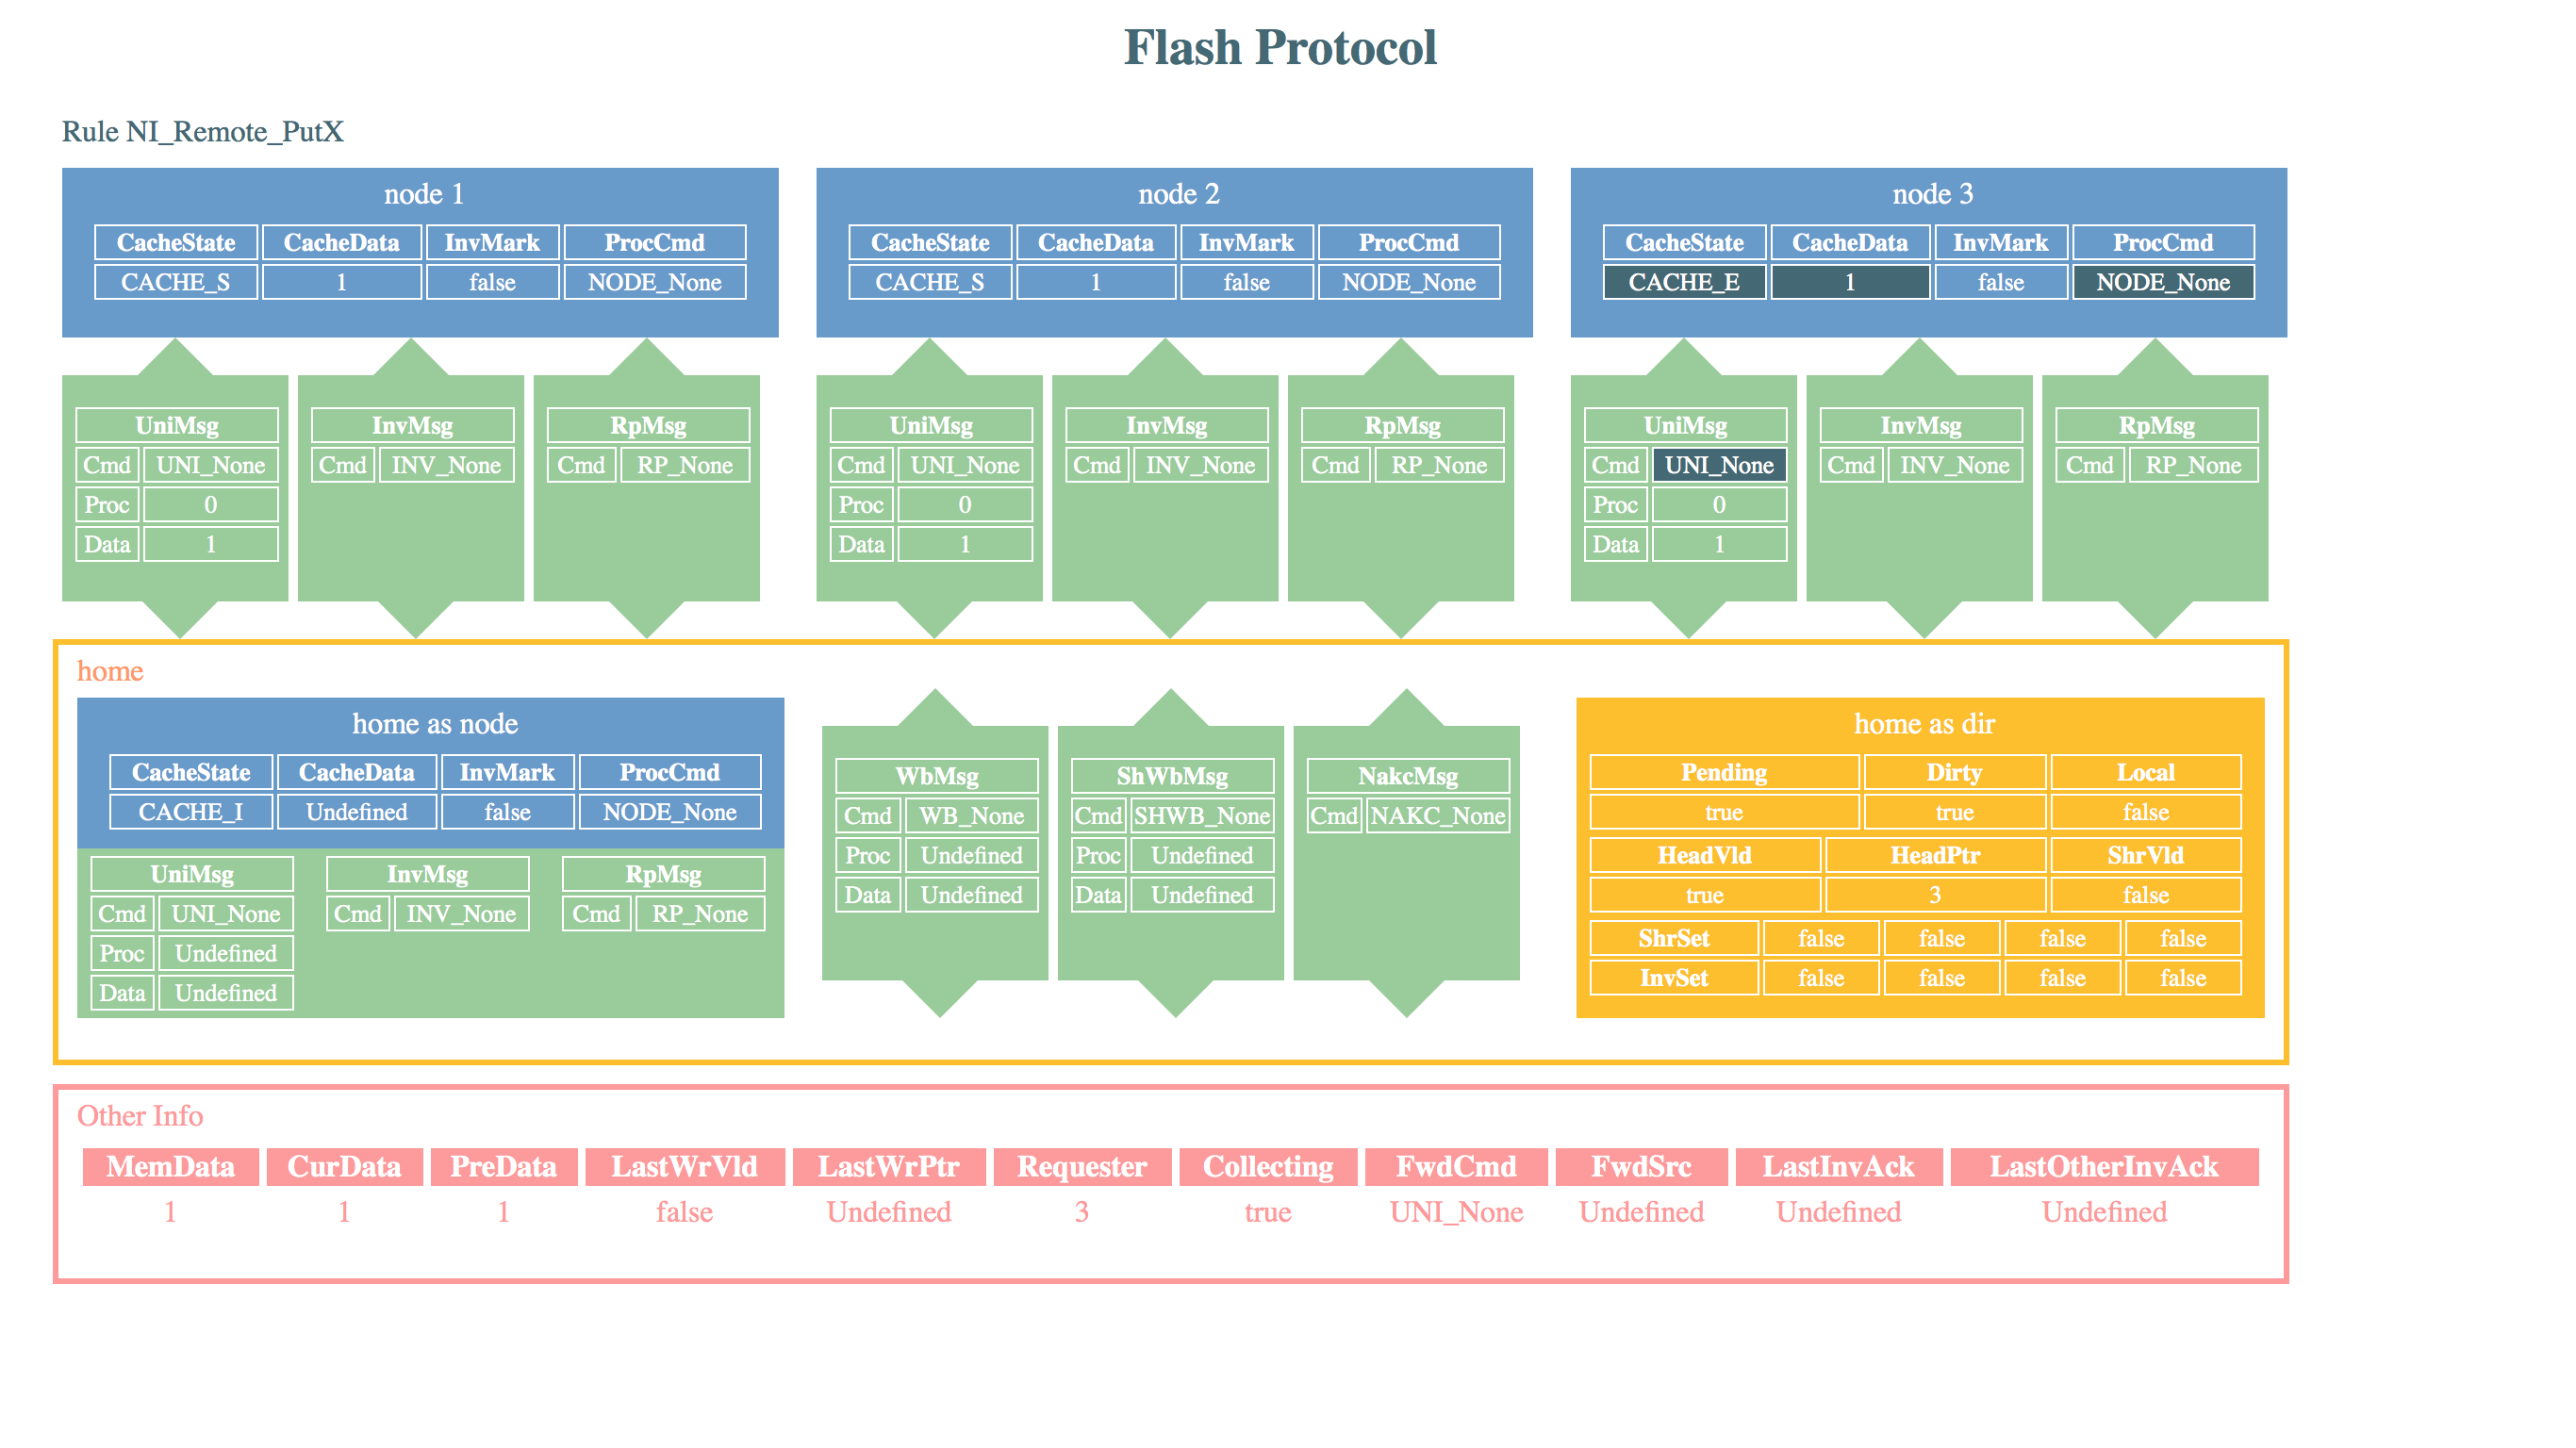 Flash Protocol
Rule NI_Remote_PutX
node 1 node 2 node 3
CacheState CacheData InvMark ProcCmd CacheState CacheData InvMark ProcCmd CacheState CacheData InvMark ProcCmd
CACHE_S 1 false NODE_None CACHE_S 1 false NODE_None CACHE_E 1 false NODE_None
UniMsg InvMsg RpMsg UniMsg InvMsg RpMsg UniMsg InvMsg RpMsg
Cmd UNI_None Cmd INV_None Cmd RP_None Cmd UNI_None Cmd INV_None Cmd RP_None Cmd UNI_None Cmd INV_None Cmd RP_None
Proc 0 Proc 0 Proc 0
Data 1 Data 1 Data 1
home
home as node
CacheState CacheData InvMark ProcCmd
CACHE_I Undefined false NODE_None
UniMsg InvMsg RpMsg
Cmd UNI_None Cmd INV_None Cmd RP_None
Proc Undefined
Data Undefined
WbMsg ShWbMsg NakcMsg
Cmd WB_None Cmd SHWB_None Cmd NAKC_None
Proc Undefined Proc Undefined
Data Undefined Data Undefined
home as dir
Pending Dirty Local
true true false
HeadVld HeadPtr ShrVld
true 3 false
ShrSet false false false false
InvSet false false false false
Other Info
MemData CurData PreData LastWrVld LastWrPtr Requester Collecting FwdCmd FwdSrc LastInvAck LastOtherInvAck
1 1 1 false Undefined 3 true UNI_None Undefined Undefined Undefined